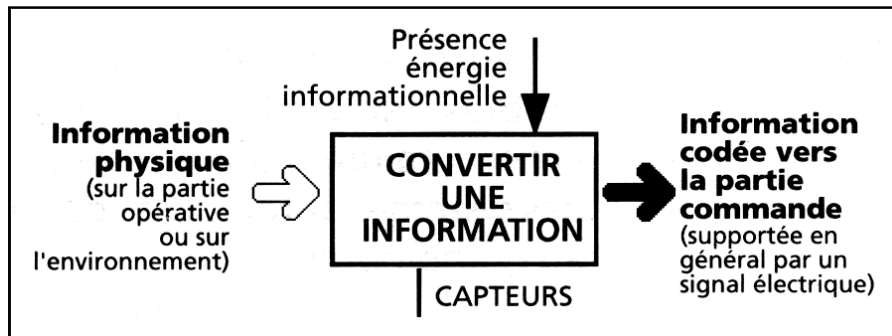 Présence
énergie
informationnelle
Information
physique
(sur la partie
opérative
ou sur
l'environnement)
CONVERTIR
UNE
INFORMATION
Information
codée vers
la partie
commande
(supportée en
général par un
signal électrique)
CAPTEURS